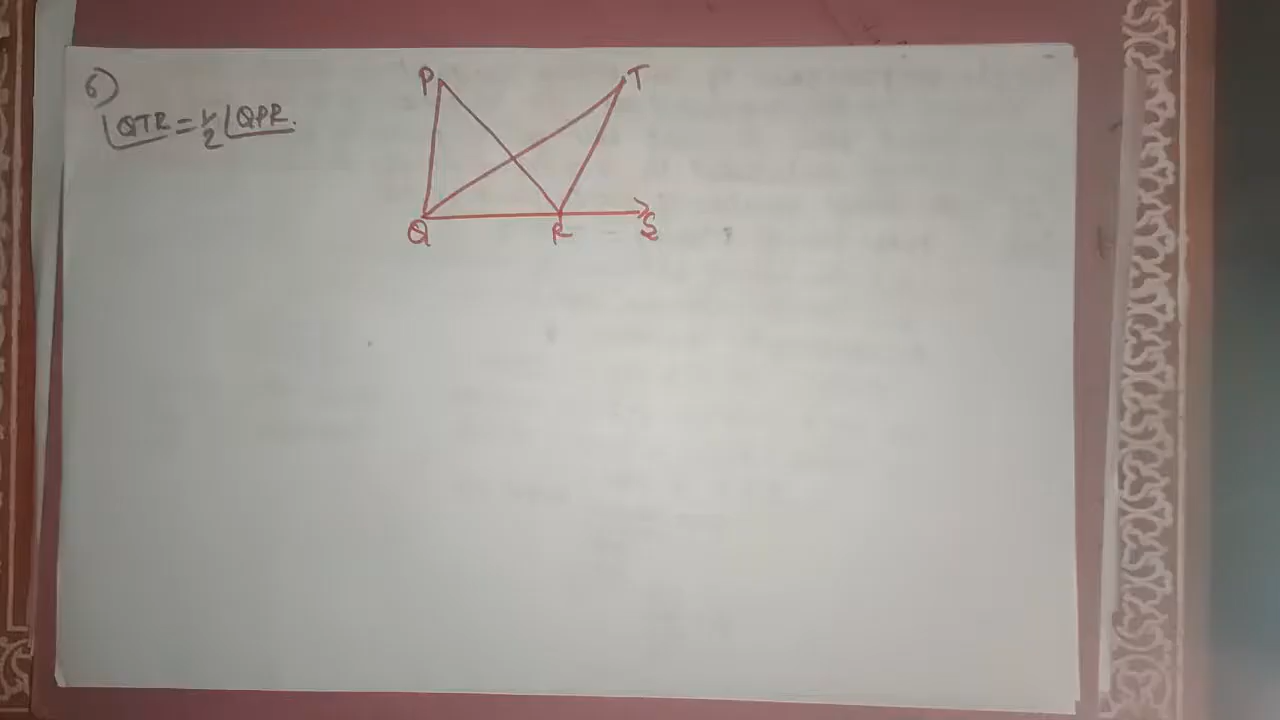 6)
∠QTR = 1/2 ∠QPR.
P T
Q R S